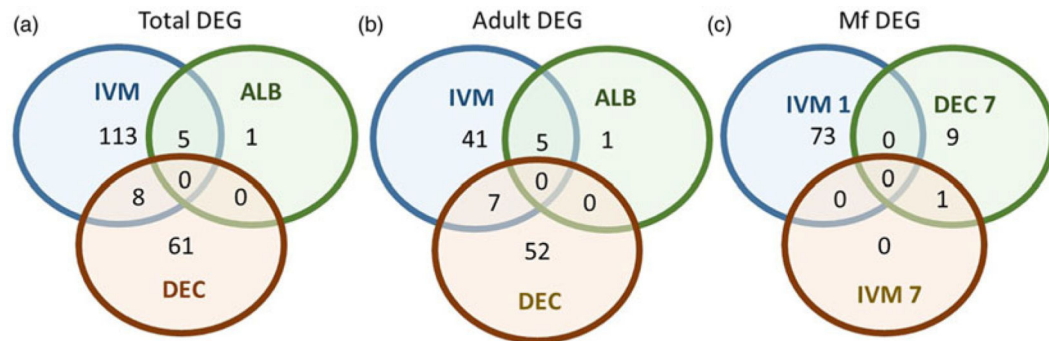 (a) Total DEG
IVM ALB
113 5 1
0
8 0
61
DEC
(b) Adult DEG
IVM ALB
41 5 1
0
7 0
52
DEC
(c) Mf DEG
IVM 1 DEC 7
73 0 9
0
0 1
0
IVM 7